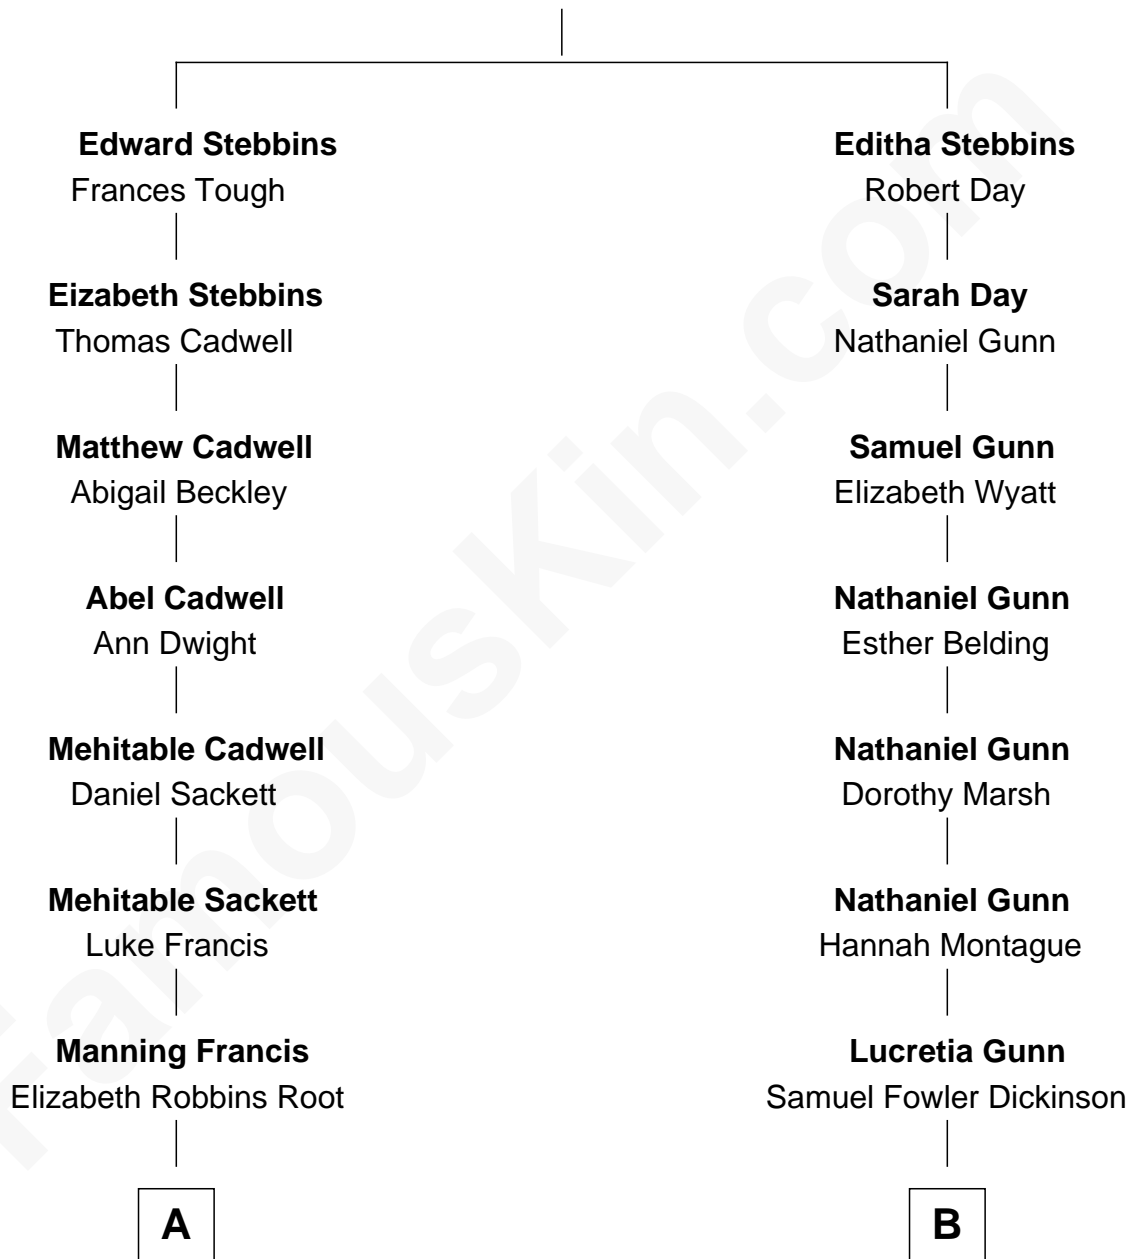 Edward Stebbins
Frances Tough
Eizabeth Stebbins
Thomas Cadwell
Matthew Cadwell
Abigail Beckley
Abel Cadwell
Ann Dwight
Mehitable Cadwell
Daniel Sackett
Mehitable Sackett
Luke Francis
Manning Francis
Elizabeth Robbins Root
A
Editha Stebbins
Robert Day
Sarah Day
Nathaniel Gunn
Samuel Gunn
Elizabeth Wyatt
Nathaniel Gunn
Esther Belding
Nathaniel Gunn
Dorothy Marsh
Nathaniel Gunn
Hannah Montague
Lucretia Gunn
Samuel Fowler Dickinson
B
FamousKin.com